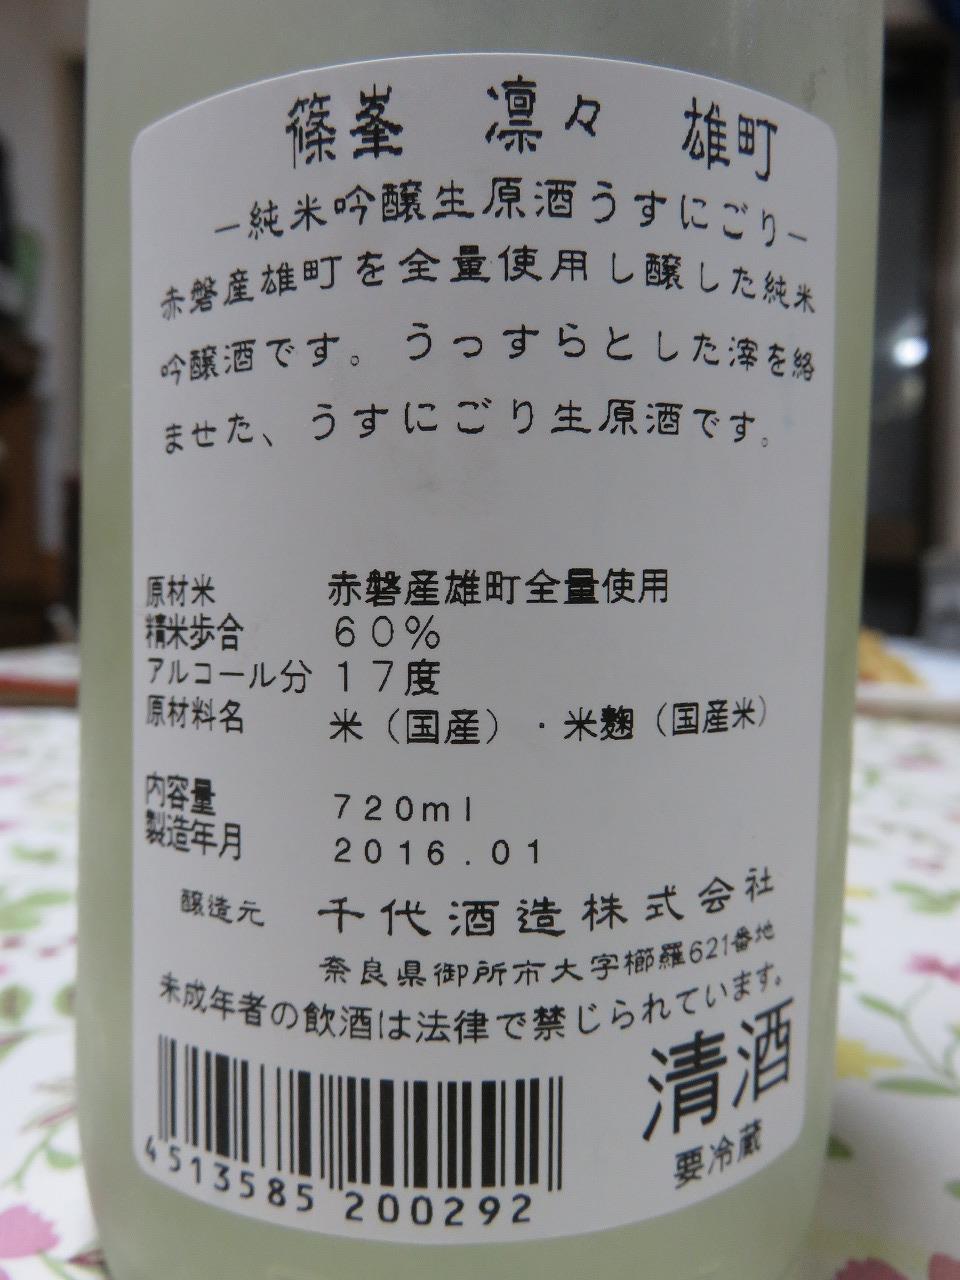 篠峯 凛々 雄町
－純米吟醸生原酒うすにごり－
赤磐産雄町を全量使用し醸した純米
吟醸酒です。うっすらとした滓を絡
ませた、うすにごり生原酒です。
原材米 赤磐産雄町全量使用
精米歩合 60%
アルコール分 17度
原材料名 米（国産）・米麹（国産米）
内容量 720ml
製造年月 2016.01
醸造元 千代酒造株式会社
奈良県御所市大字櫛羅621番地
未成年者の飲酒は法律で禁じられています。
清酒
要冷蔵
4513585200292